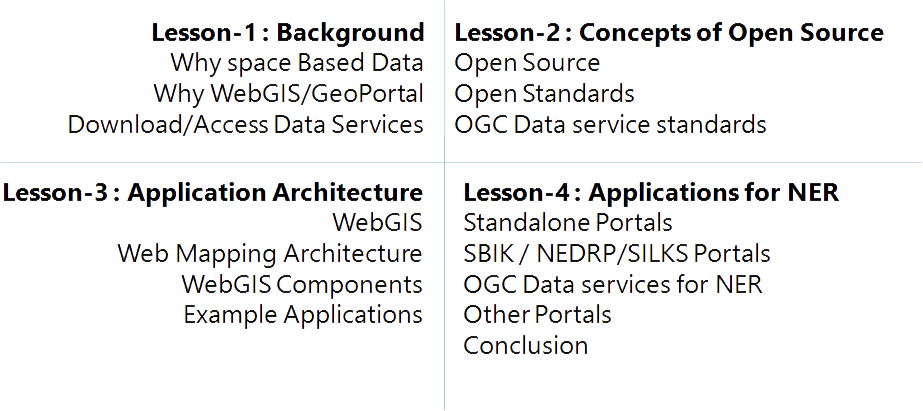 Lesson-1 : Background
Why space Based Data
Why WebGIS/GeoPortal
Download/Access Data Services
Lesson-2 : Concepts of Open Source
Open Source
Open Standards
OGC Data service standards
Lesson-3 : Application Architecture
WebGIS
Web Mapping Architecture
WebGIS Components
Example Applications
Lesson-4 : Applications for NER
Standalone Portals
SBIK / NEDRP/SILKS Portals
OGC Data services for NER
Other Portals
Conclusion